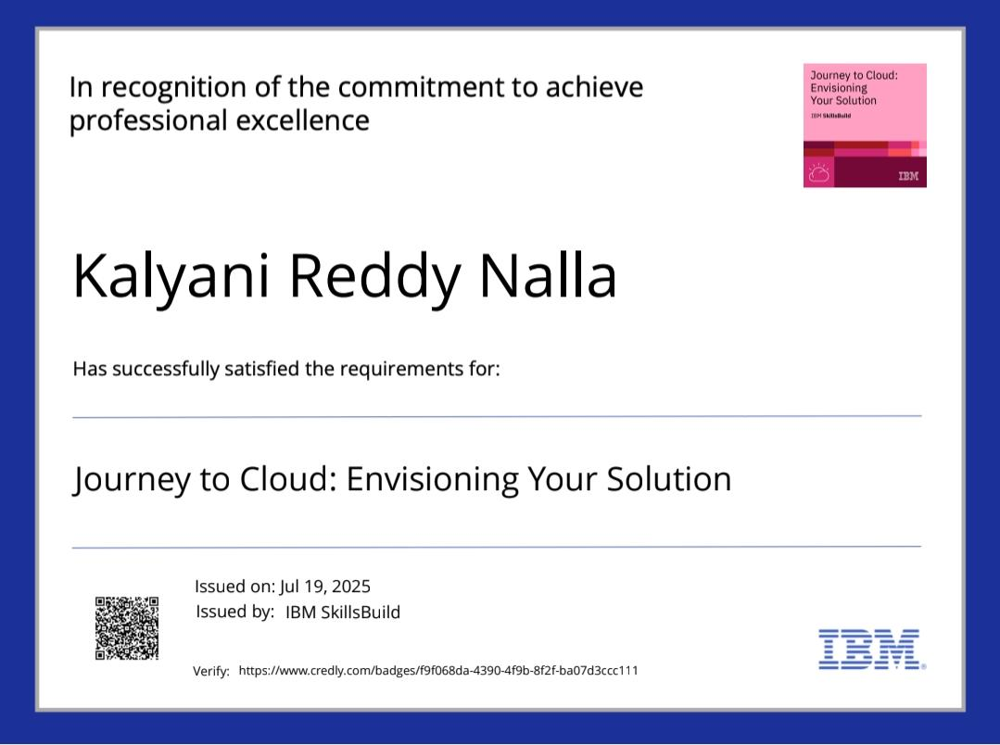 In recognition of the commitment to achieve
professional excellence
Journey to Cloud:
Envisioning
Your Solution
IBM SkillsBuild
IBM
Kalyani Reddy Nalla
Has successfully satisfied the requirements for:
Journey to Cloud: Envisioning Your Solution
Issued on: Jul 19, 2025
Issued by: IBM SkillsBuild
Verify: https://www.credly.com/badges/f9f068da-4390-4f9b-8f2f-ba07d3ccc111
IBM®